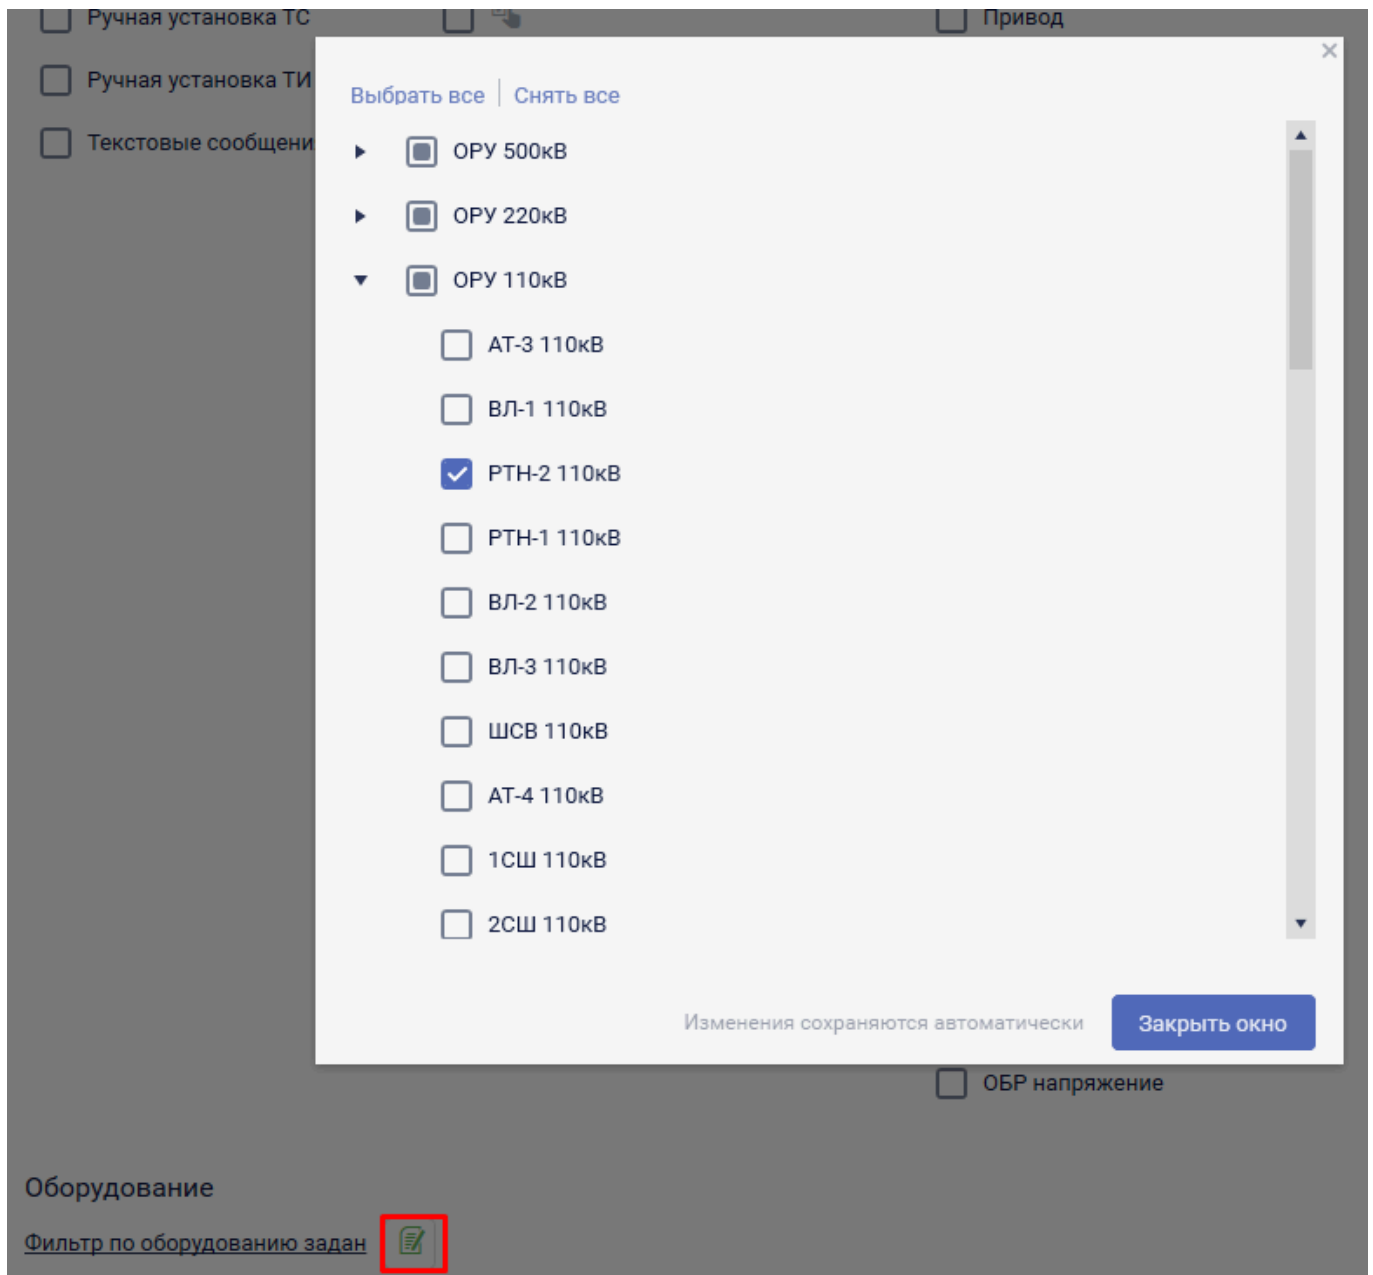 Ручная установка ТС
Привод
Ручная установка ТИ
Текстовые сообщени
Выбрать все | Снять все
ОРУ 500кВ
ОРУ 220кВ
ОРУ 110кВ
АТ-3 110кВ
ВЛ-1 110кВ
РТН-2 110кВ
РТН-1 110кВ
ВЛ-2 110кВ
ВЛ-3 110кВ
ШСВ 110кВ
АТ-4 110кВ
1СШ 110кВ
2СШ 110кВ
Изменения сохраняются автоматически
Закрыть окно
ОБР напряжение
Оборудование
Фильтр по оборудованию задан